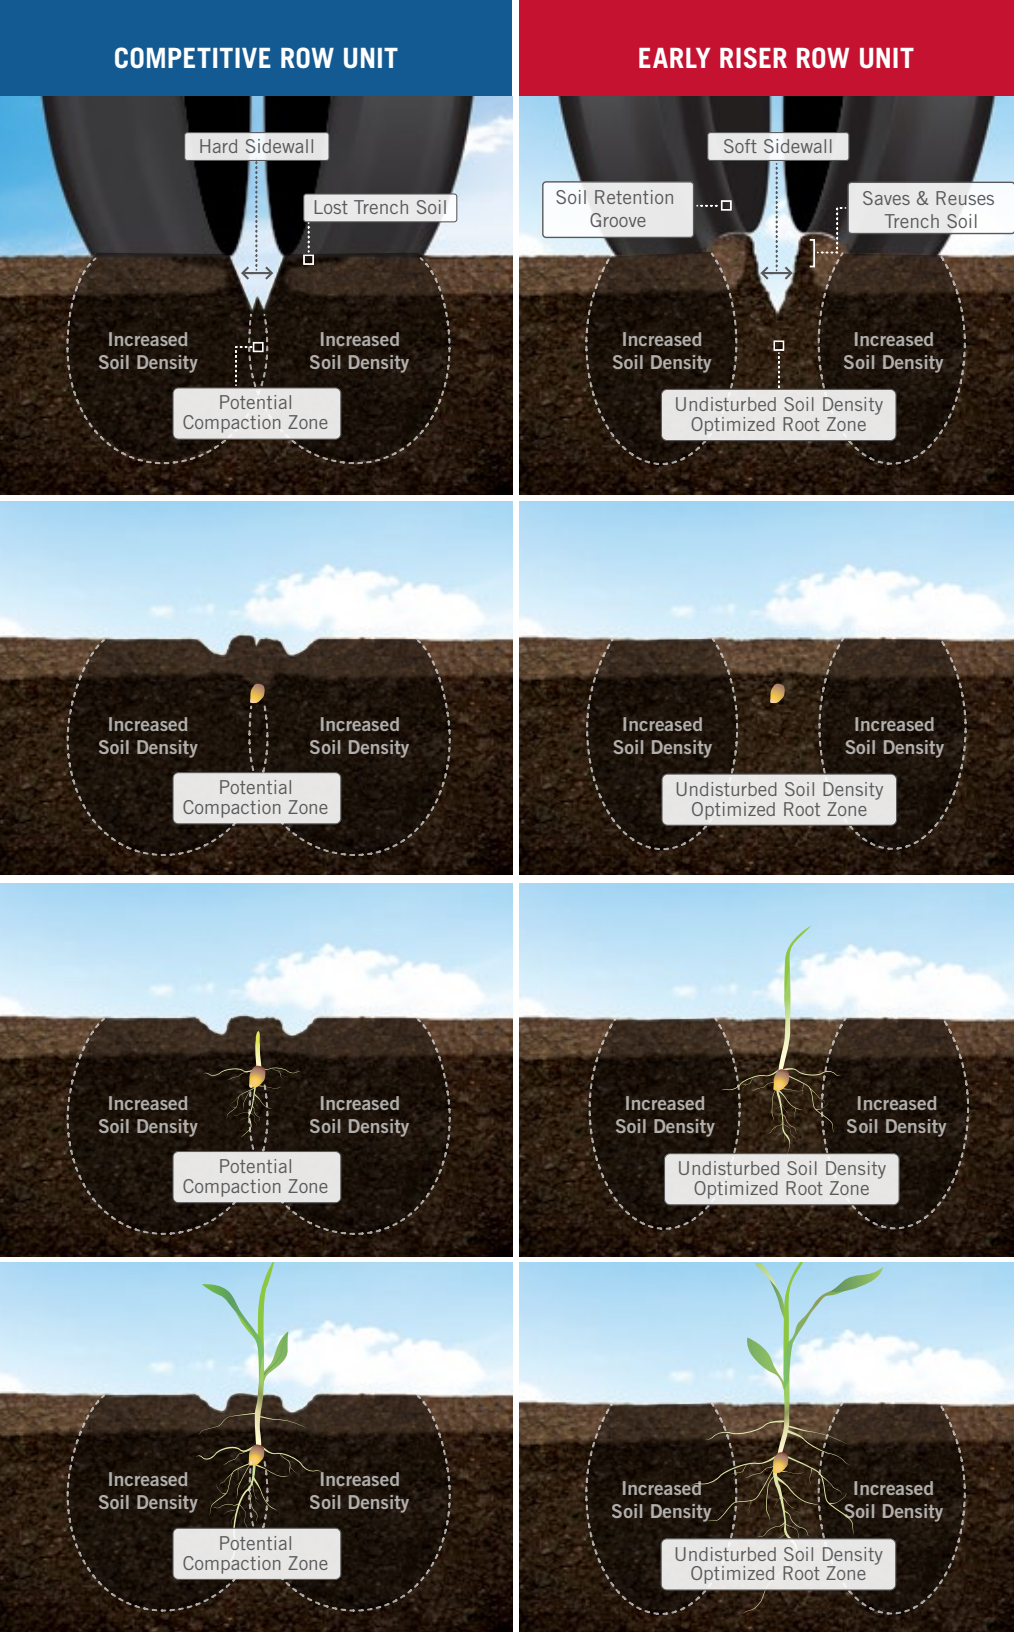 COMPETITIVE ROW UNIT
EARLY RISER ROW UNIT
Hard Sidewall
Lost Trench Soil
Increased
Soil Density
Increased
Soil Density
Potential
Compaction Zone
Soft Sidewall
Soil Retention
Groove
Saves & Reuses
Trench Soil
Increased
Soil Density
Increased
Soil Density
Undisturbed Soil Density
Optimized Root Zone
Increased
Soil Density
Increased
Soil Density
Potential
Compaction Zone
Increased
Soil Density
Increased
Soil Density
Undisturbed Soil Density
Optimized Root Zone
Increased
Soil Density
Increased
Soil Density
Potential
Compaction Zone
Increased
Soil Density
Increased
Soil Density
Undisturbed Soil Density
Optimized Root Zone
Increased
Soil Density
Increased
Soil Density
Potential
Compaction Zone
Increased
Soil Density
Increased
Soil Density
Undisturbed Soil Density
Optimized Root Zone